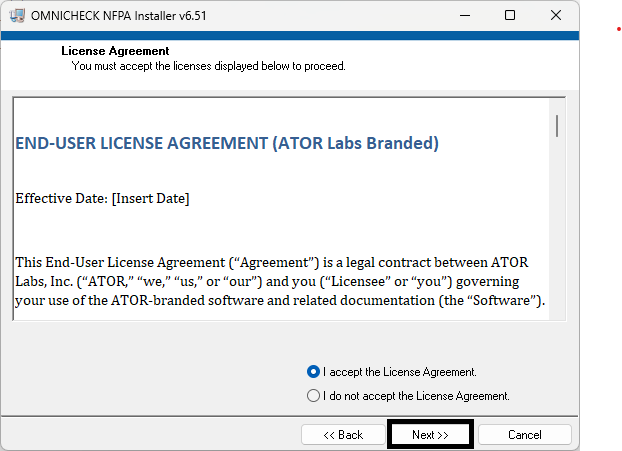 OMNICHECK NFPA Installer v6.51
License Agreement
You must accept the licenses displayed below to proceed.
END-USER LICENSE AGREEMENT (ATOR Labs Branded)
Effective Date: [Insert Date]
This End-User License Agreement (“Agreement”) is a legal contract between ATOR
Labs, Inc. (“ATOR,” “we,” “us,” or “our”) and you (“Licensee” or “you”) governing
your use of the ATOR-branded software and related documentation (the “Software”).
I accept the License Agreement.
I do not accept the License Agreement.
<< Back
Next >>
Cancel